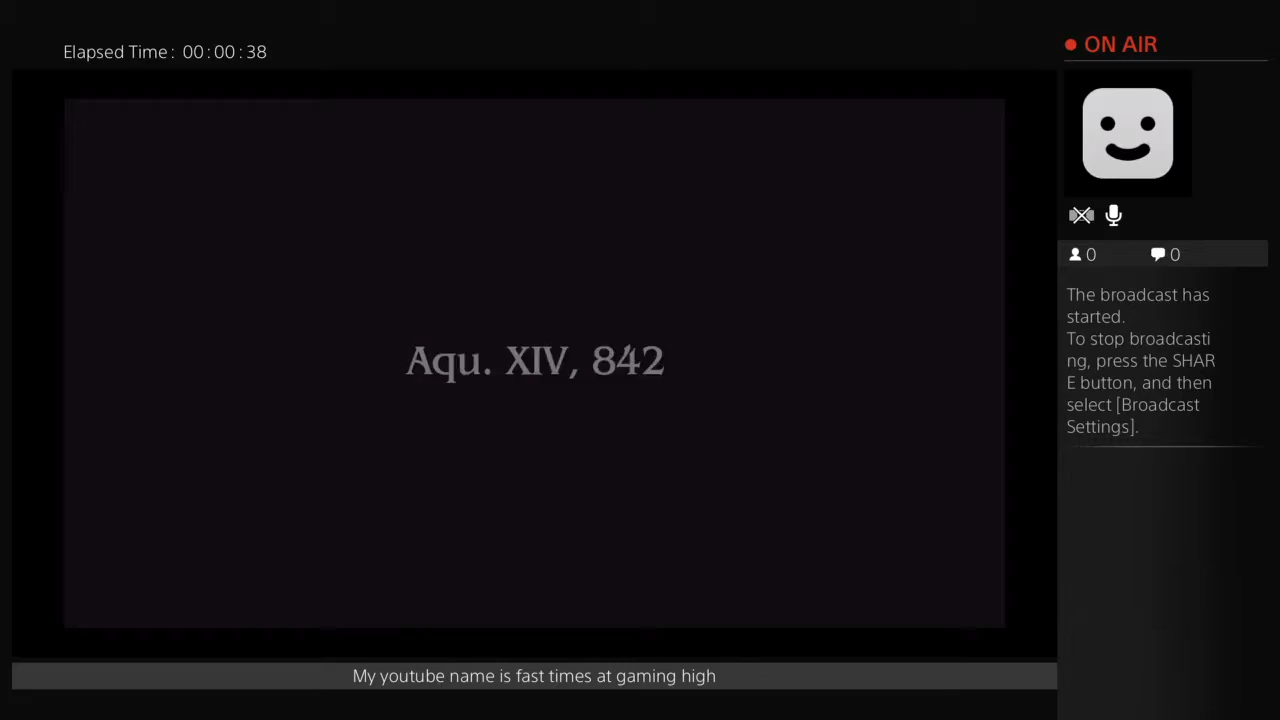 Elapsed Time: 00:00:38
ON AIR
0 0
The broadcast has
started.
To stop broadcasti
ng, press the SHAR
E button, and then
select [Broadcast
Settings].
Aqu. XIV, 842
My youtube name is fast times at gaming high